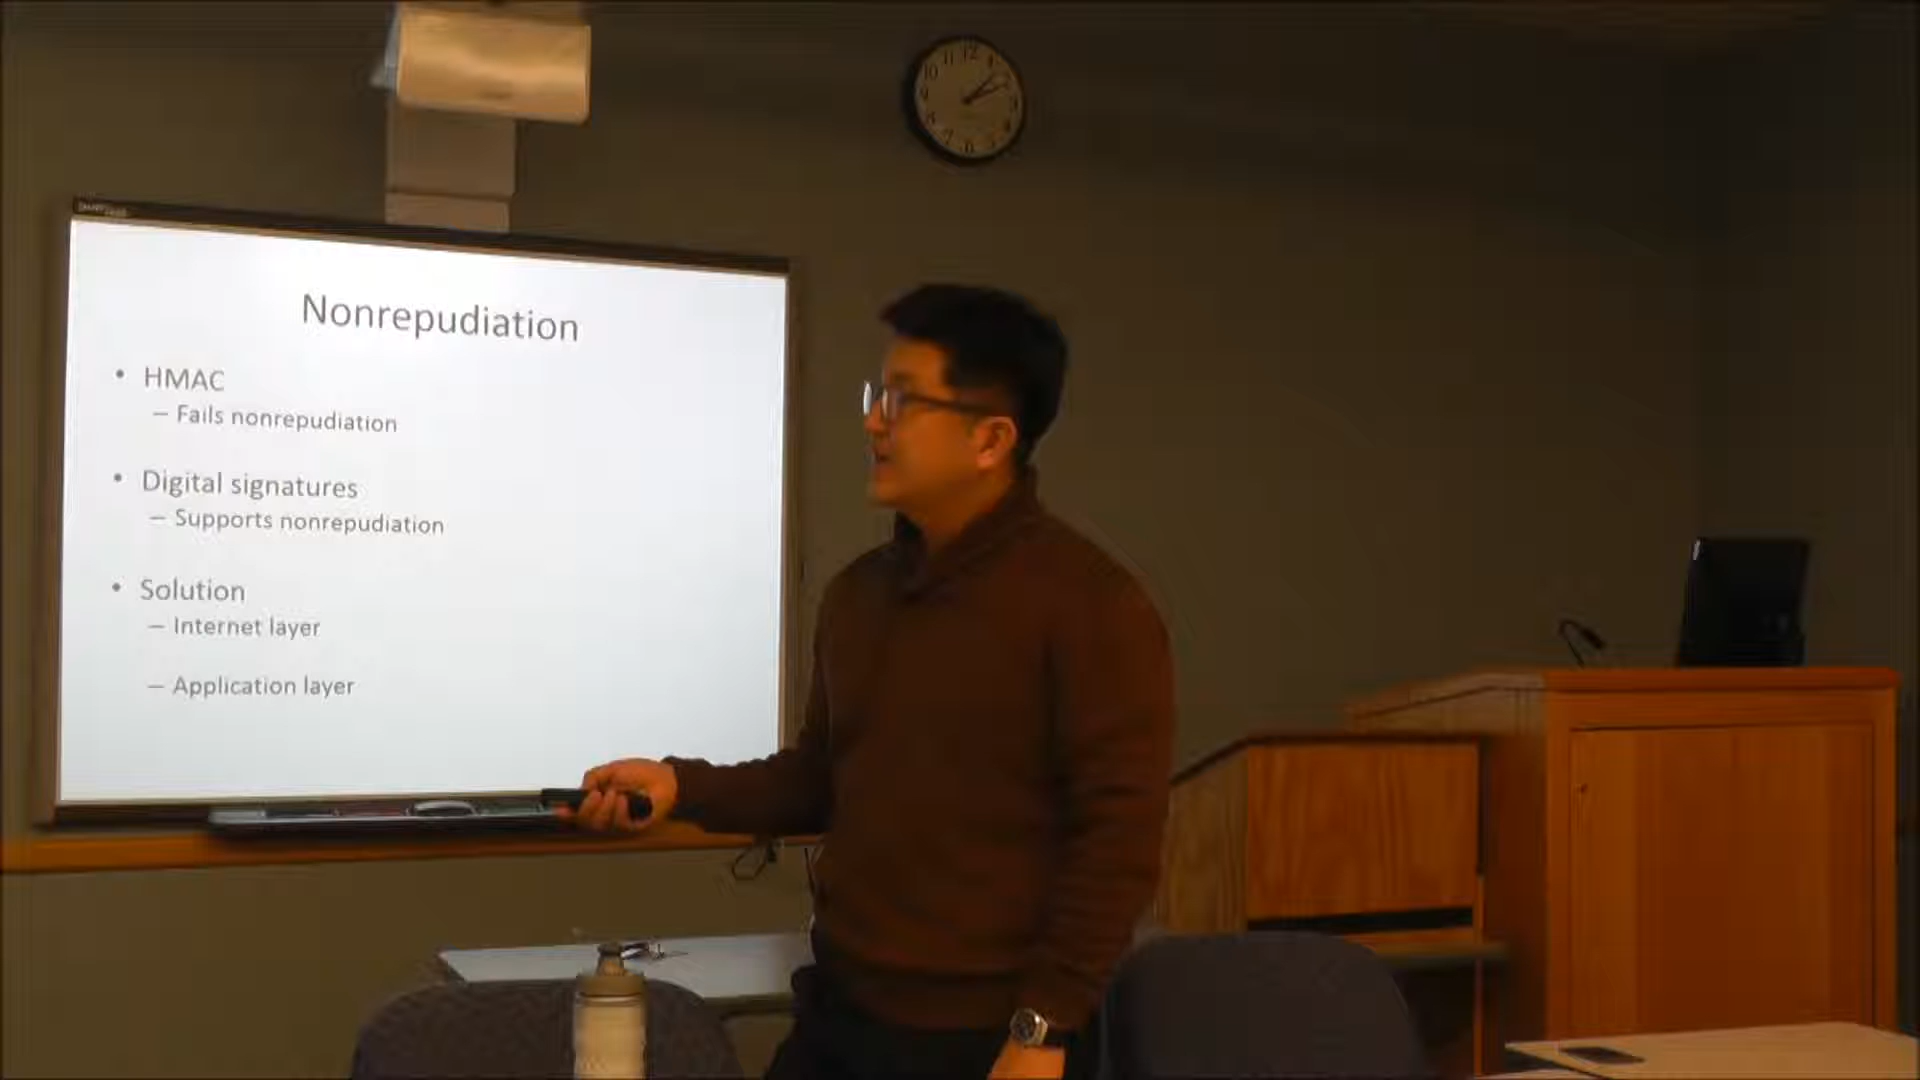 Nonrepudiation
• HMAC
– Fails nonrepudiation
• Digital signatures
– Supports nonrepudiation
• Solution
– Internet layer
– Application layer